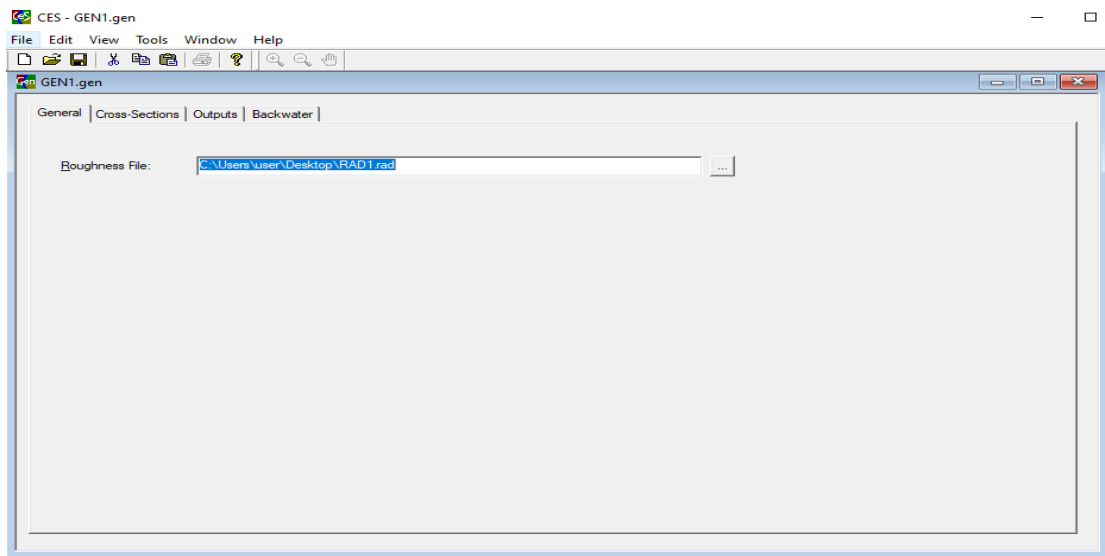 CES - GEN1.gen
File Edit View Tools Window Help
GEN1.gen
General Cross-Sections Outputs Backwater
Roughness File: C:\Users\user\Desktop\RAD1.rad ...